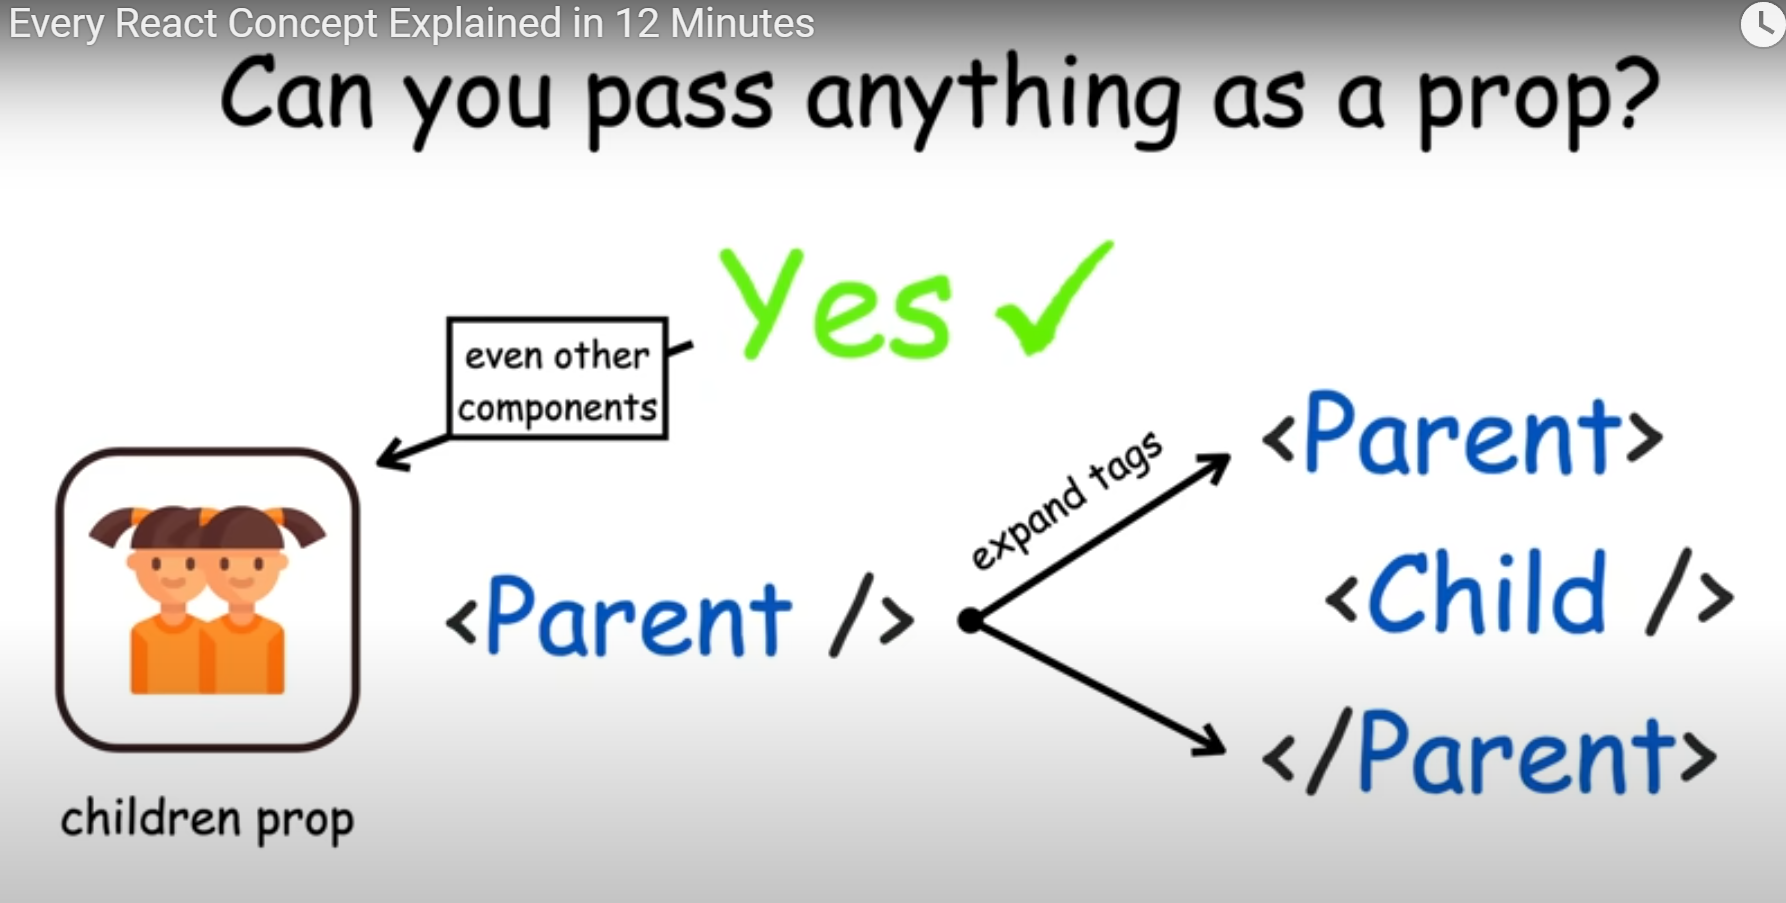 Every React Concept Explained in 12 Minutes
Can you pass anything as a prop?
Yes ✓
even other
components
expand tags
<Parent>
<Child />
</Parent>
<Parent />
children prop